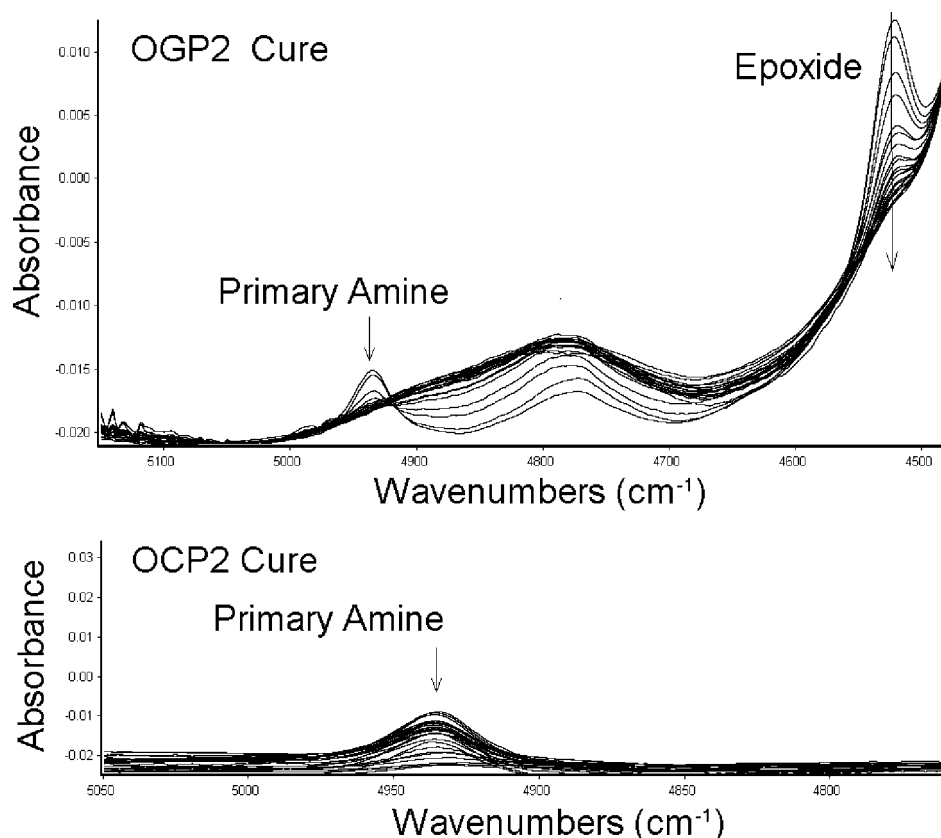 OGP2 Cure
Epoxide
Primary Amine
Absorbance
0.010
0.005
0.000
-0.005
-0.010
-0.015
-0.020
5100 5000 4900 4800 4700 4600 4500
Wavenumbers (cm⁻¹)
OCP2 Cure
Primary Amine
Absorbance
0.03
0.02
0.01
0.00
-0.01
-0.02
5050 5000 4950 4900 4850 4800
Wavenumbers (cm⁻¹)